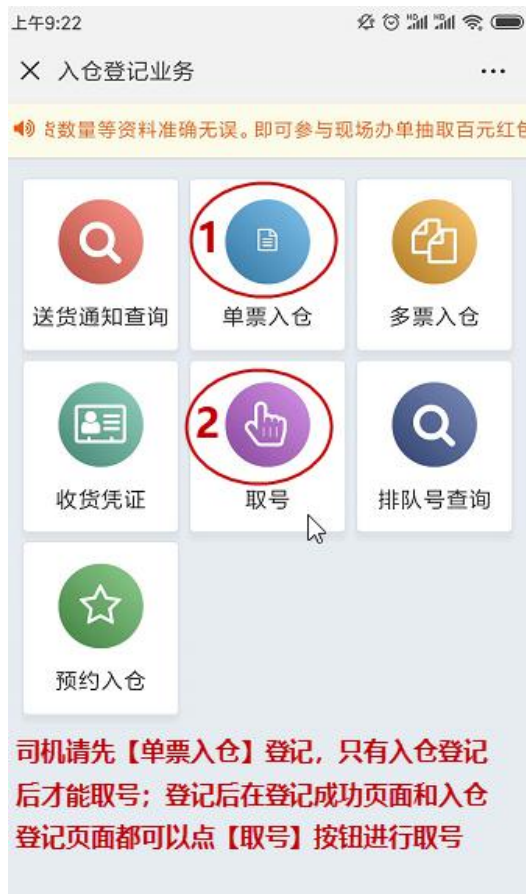 上午9:22
入仓登记业务
数量等资料准确无误。即可参与现场办单抽取百元红包
1
送货通知查询
单票入仓
多票入仓
2
收货凭证
取号
排队号查询
预约入仓
司机请先【单票入仓】登记，只有入仓登记
后才能取号；登记后在登记成功页面和入仓
登记页面都可以点【取号】按钮进行取号